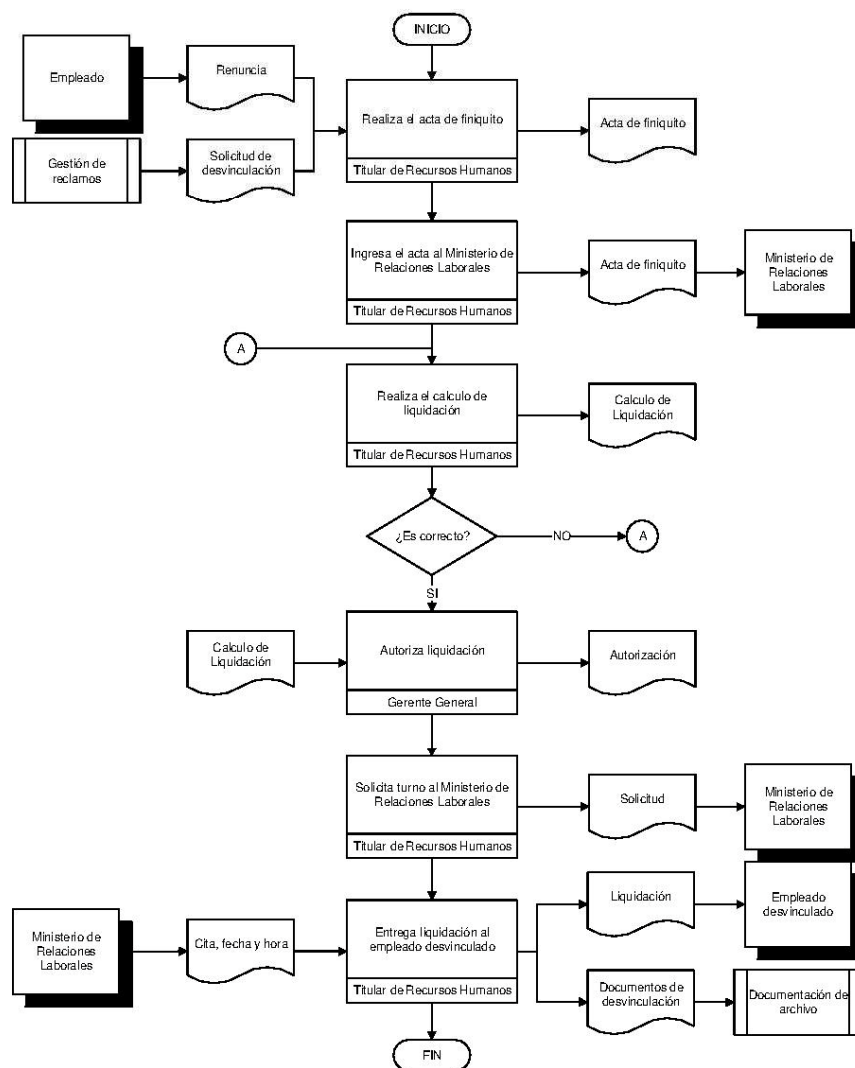 INICIO
Empleado
Renuncia
Realiza el acta de finiquito
Titular de Recursos Humanos
Acta de finiquito
Gestión de
reclamos
Solicitud de
desvinculación
Ingresa el acta al Ministerio de
Relaciones Laborales
Titular de Recursos Humanos
Acta de finiquito
Ministerio de
Relaciones
Laborales
A
Realiza el calculo de
liquidación
Titular de Recursos Humanos
Calculo de
Liquidación
¿Es correcto?
NO
A
SI
Calculo de
Liquidación
Autoriza liquidación
Gerente General
Autorización
Solicita turno al Ministerio de
Relaciones Laborales
Titular de Recursos Humanos
Solicitud
Ministerio de
Relaciones
Laborales
Ministerio de
Relaciones
Laborales
Cita, fecha y hora
Entrega liquidación al
empleado desvinculado
Titular de Recursos Humanos
Liquidación
Empleado
desvinculado
Documentos de
desvinculación
Documentación de
archivo
FIN